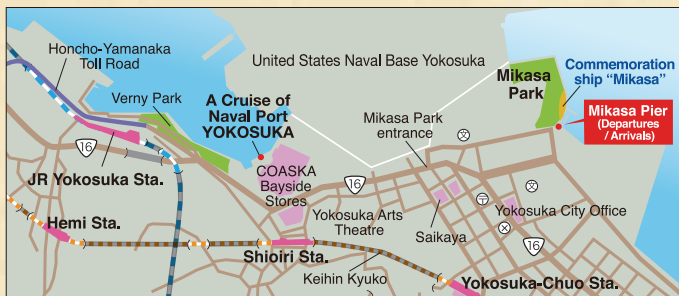 Honcho-Yamanaka
Toll Road
United States Naval Base Yokosuka
Verny Park
A Cruise of
Naval Port
YOKOSUKA
Mikasa
Park
Commemoration
ship "Mikasa"
Mikasa Pier
(Departures
/Arrivals)
Mikasa Park
entrance
文
16
JR Yokosuka Sta.
COASKA
Bayside
Stores
16
文
Hemi Sta.
Yokosuka Arts
Theatre
Saikaya
Yokosuka City Office
16
Shioiri Sta.
Keihin Kyuko
Yokosuka-Chuo Sta.